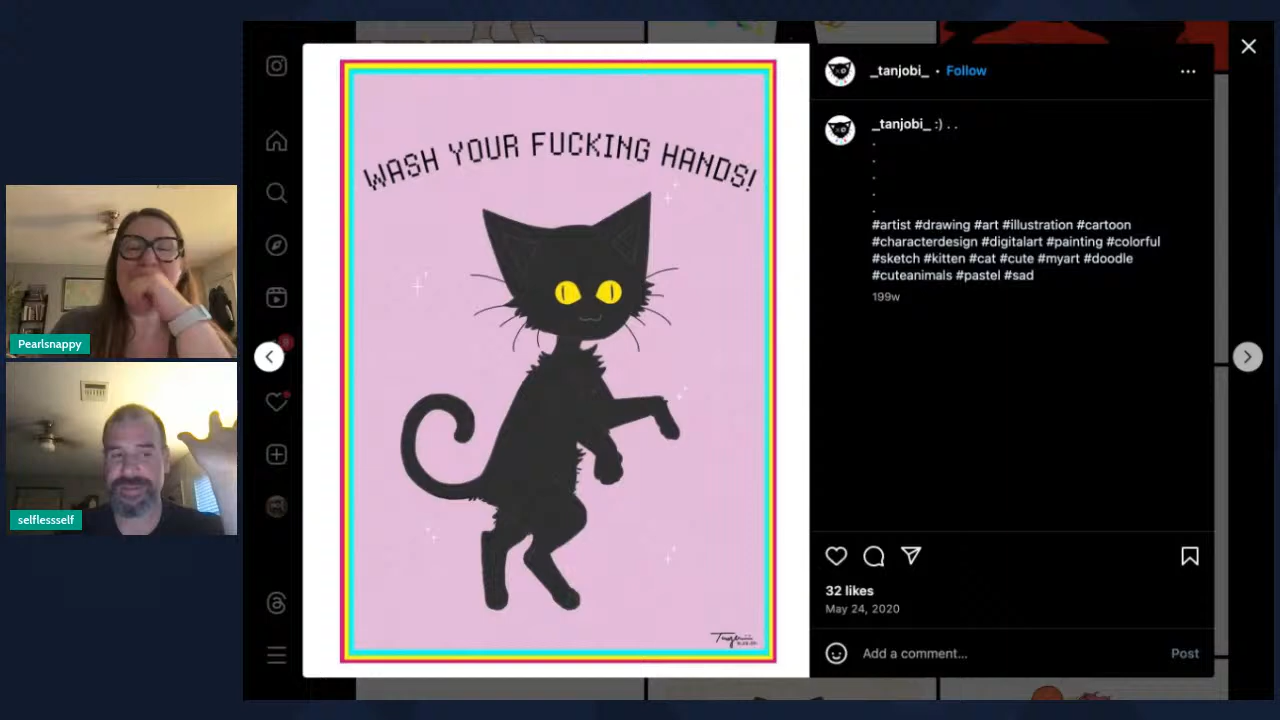 WASH YOUR FUCKING HANDS!
Pearlsnappy
selflessself
_tanjobi_ • Follow
_tanjobi_ :) . .
.
.
.
.
.
#artist #drawing #art #illustration #cartoon
#characterdesign #digitalart #painting #colorful
#sketch #kitten #cat #cute #myart #doodle
#cuteanimals #pastel #sad
199w
32 likes
May 24, 2020
Add a comment...
Post